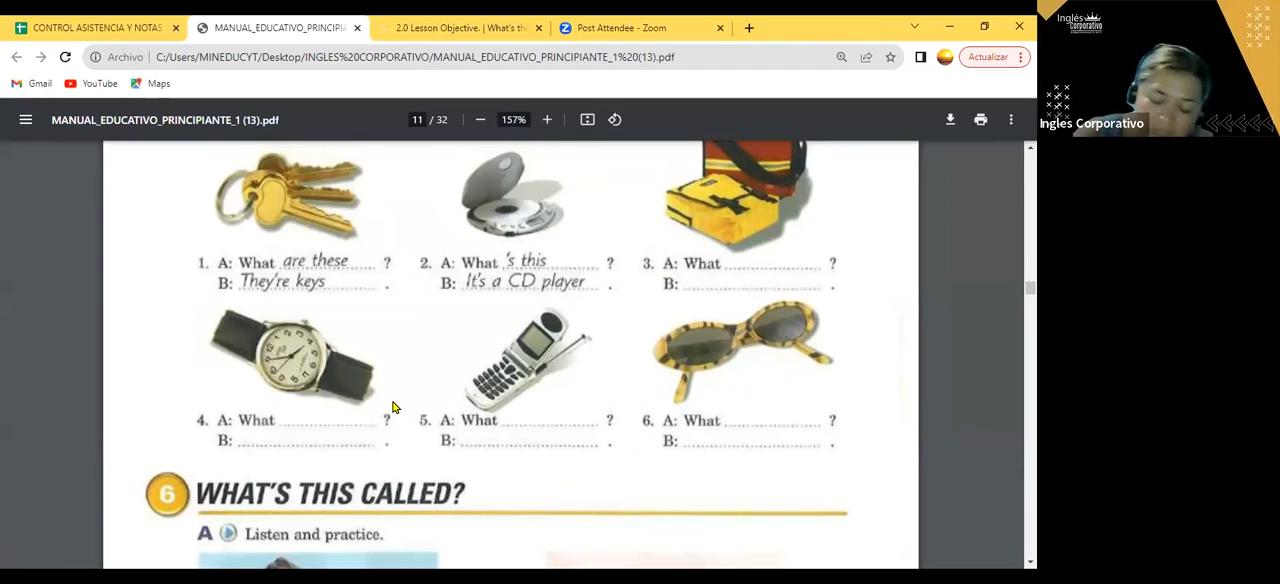 CONTROL ASISTENCIA Y NOTAS
MANUAL_EDUCATIVO_PRINCIPI
2.0 Lesson Objective. | What's th
Post Attendee - Zoom
Archivo
C:/Users/MINEDUCYT/Desktop/INGLES%20CORPORATIVO/MANUAL_EDUCATIVO_PRINCIPIANTE_1%20(13).pdf
Actualizar
Gmail
YouTube
Maps
MANUAL_EDUCATIVO_PRINCIPIANTE_1 (13).pdf
11 / 32
157%
1. A: What are these ?
B: They're keys .
2. A: What 's this ?
B: It's a CD player .
3. A: What ?
B: .
4. A: What ?
B: .
5. A: What ?
B: .
6. A: What ?
B: .
6 WHAT'S THIS CALLED?
A Listen and practice.
Inglés
Corporativo
Ingles Corporativo